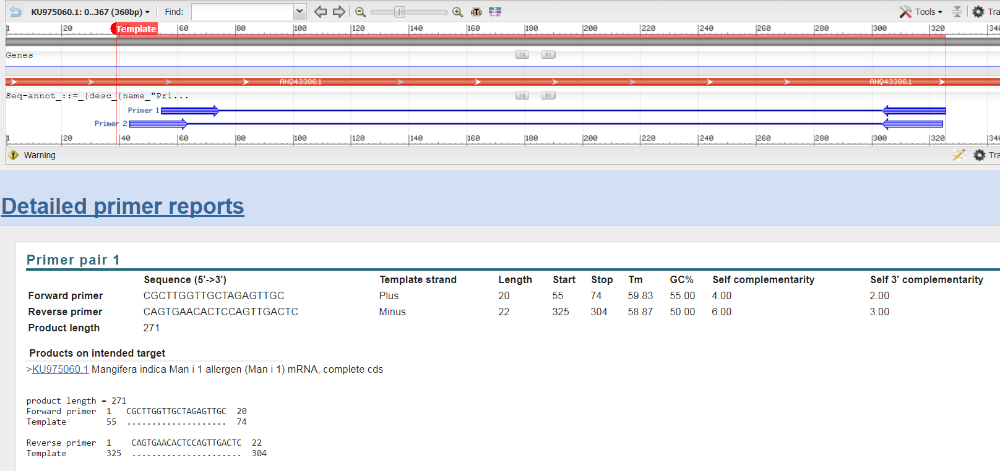 KU975060.1: 0..367 (368bp) Find: Tools Tra
1 20 Template 60 80 100 120 140 160 180 200 220 240 260 280 300 320 340
Genes
ANQ43386.1 ANQ43386.1
Seq-annot_::=_{desc_{name_"Pri...
Primer 1
Primer 2
1 20 40 60 80 100 120 140 160 180 200 220 240 260 280 300 320 340
Warning Tra
Detailed primer reports
Primer pair 1
Sequence (5'->3') Template strand Length Start Stop Tm GC% Self complementarity Self 3' complementarity
Forward primer CGCTTGGTTGCTAGAGTTGC Plus 20 55 74 59.83 55.00 4.00 2.00
Reverse primer CAGTGAACACTCCAGTTGACTC Minus 22 325 304 58.87 50.00 6.00 3.00
Product length 271
Products on intended target
>KU975060.1 Mangifera indica Man i 1 allergen (Man i 1) mRNA, complete cds
product length = 271
Forward primer 1 CGCTTGGTTGCTAGAGTTGC 20
Template 55 .................... 74
Reverse primer 1 CAGTGAACACTCCAGTTGACTC 22
Template 325 ...................... 304